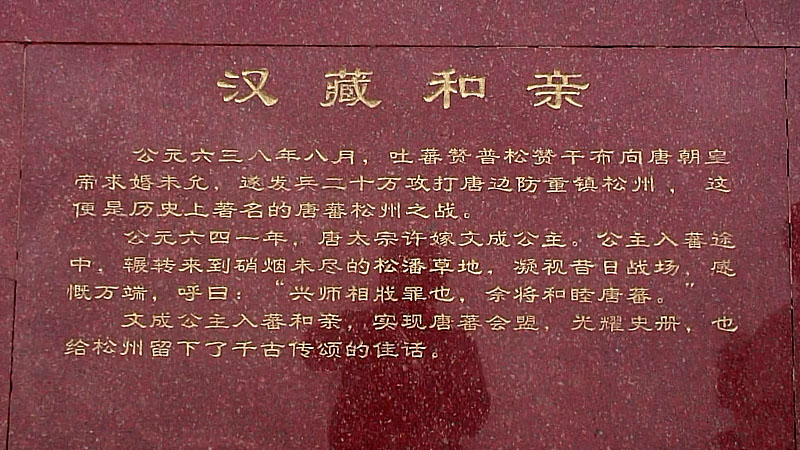 汉藏和亲
公元六三八年八月，吐蕃赞普松赞干布向唐朝皇
帝求婚未允，遂发兵二十万攻打唐边防重镇松州，这
便是历史上著名的唐蕃松州之战。
公元六四一年，唐太宗许嫁文成公主。公主入蕃途
中，辗转来到硝烟未尽的松潘草地，凝视昔日战场，感
慨万端，呼曰：“兴师相戕罪也，余将和睦唐蕃。”
文成公主入蕃和亲，实现唐蕃会盟，光耀史册，也
给松州留下了千古传颂的佳话。